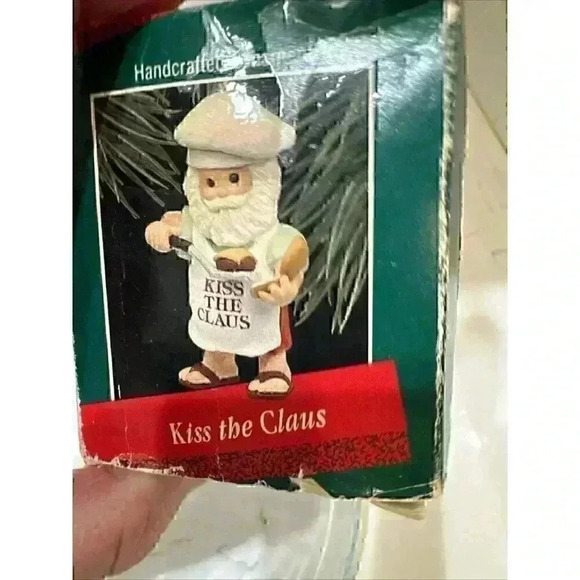 Handcrafted
KISS
THE
CLAUS
Kiss the Claus